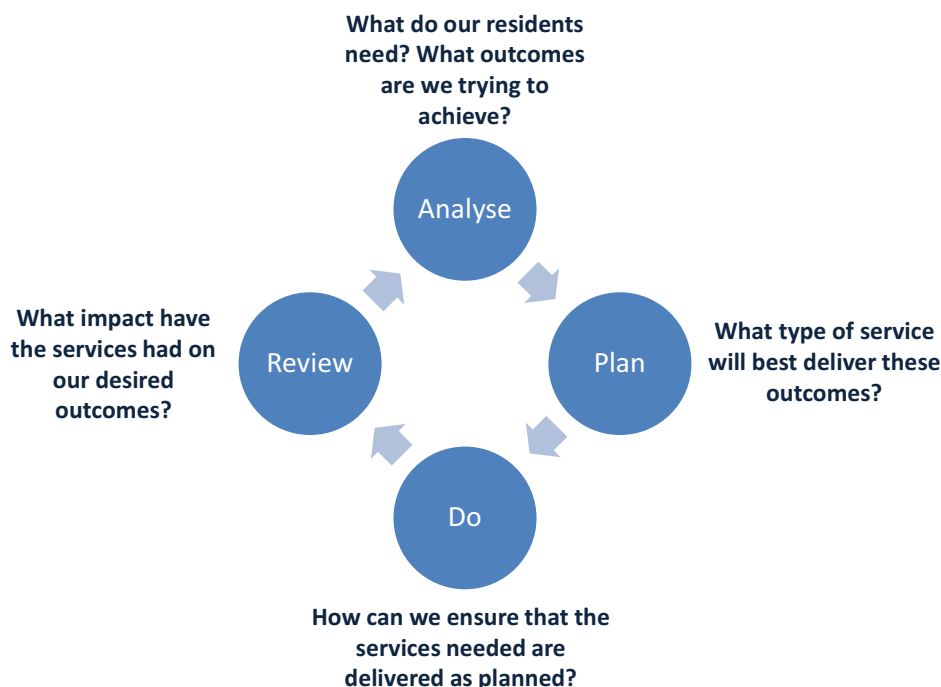 What do our residents
need? What outcomes
are we trying to
achieve?
Analyse
What impact have
the services had on
our desired
outcomes?
Review
Plan
What type of service
will best deliver these
outcomes?
Do
How can we ensure that the
services needed are
delivered as planned?